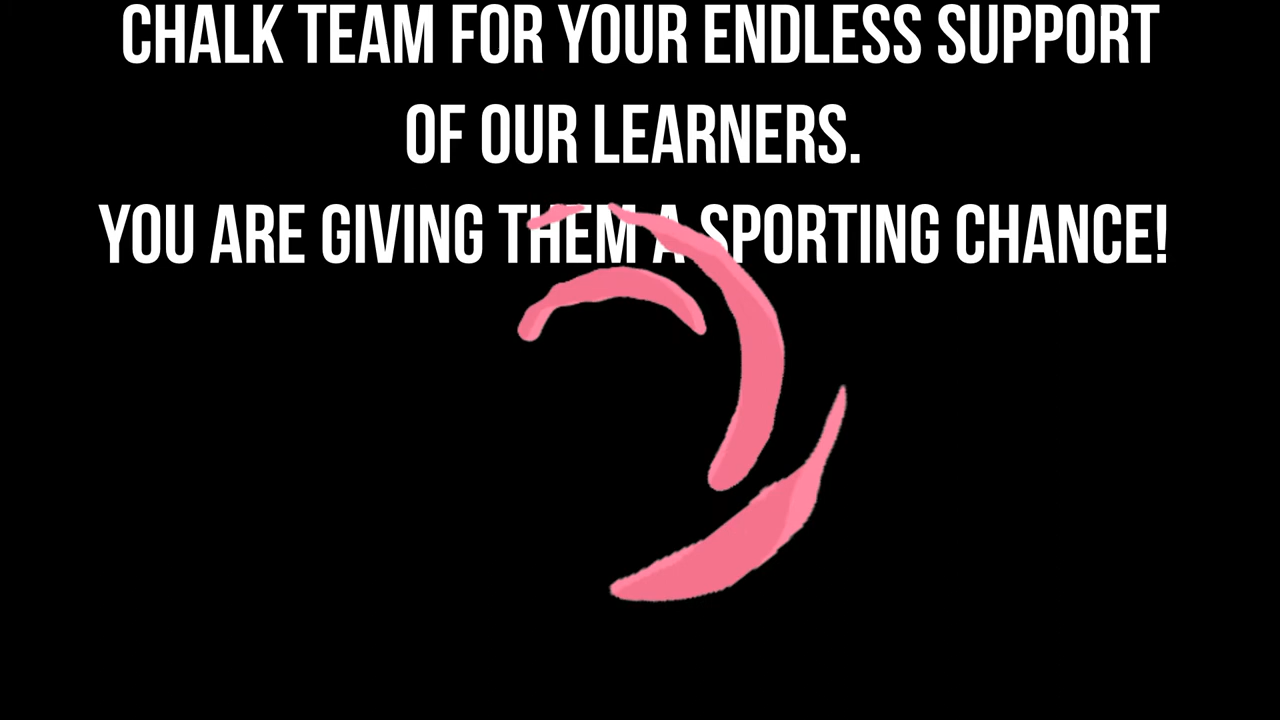 CHALK TEAM FOR YOUR ENDLESS SUPPORT
OF OUR LEARNERS.
YOU ARE GIVING THEM A SPORTING CHANCE!